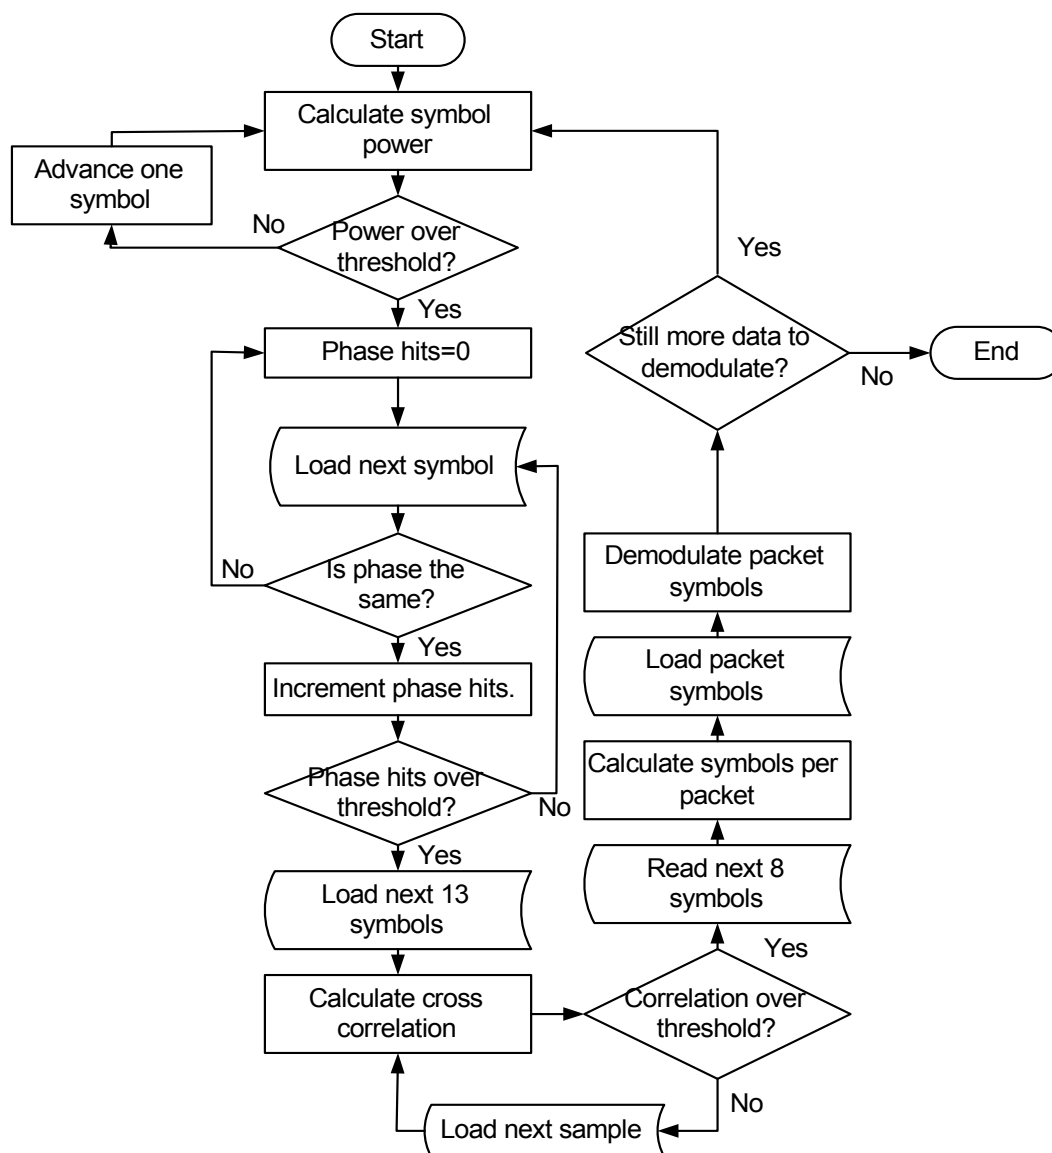 Start
Calculate symbol
power
Advance one
symbol
No
Power over
threshold?
Yes
Yes
Phase hits=0
Still more data to
demodulate?
End
No
Load next symbol
No
Is phase the
same?
Yes
Demodulate packet
symbols
Increment phase hits.
Load packet
symbols
Phase hits over
threshold?
No
Calculate symbols per
packet
Yes
Load next 13
symbols
Read next 8
symbols
Yes
Calculate cross
correlation
Correlation over
threshold?
No
Load next sample